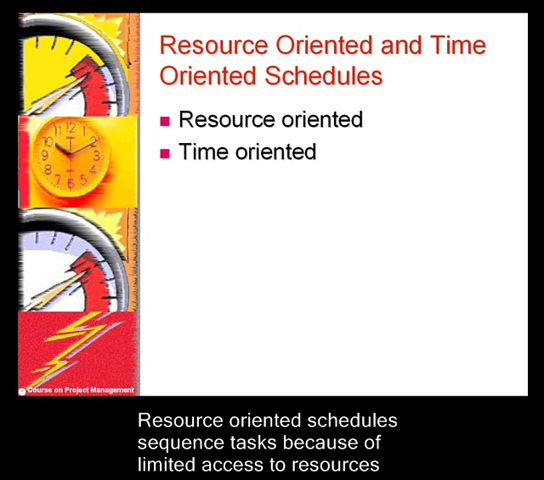 Resource Oriented and Time
Oriented Schedules
Resource oriented
Time oriented
Course on Project Management
Resource oriented schedules
sequence tasks because of
limited access to resources